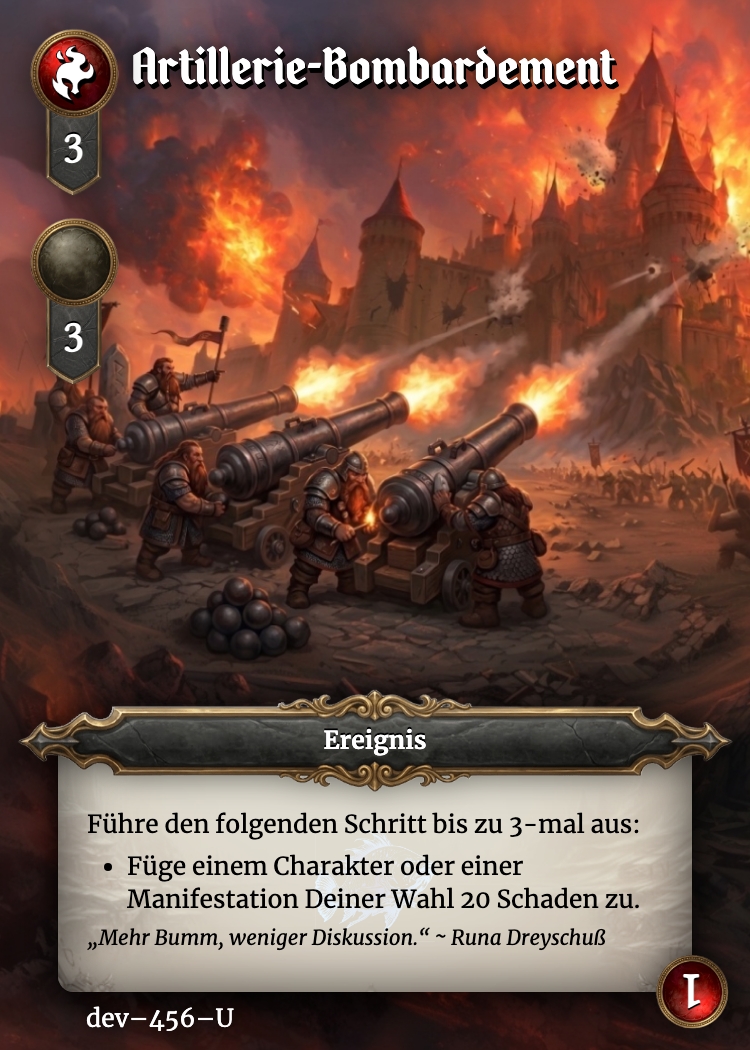 Artillerie-Bombardement
3
3
Ereignis
Führe den folgenden Schritt bis zu 3-mal aus:
• Füge einem Charakter oder einer
Manifestation Deiner Wahl 20 Schaden zu.
„Mehr Bumm, weniger Diskussion.“ ~ Runa Dreyschuß
1
dev–456–U